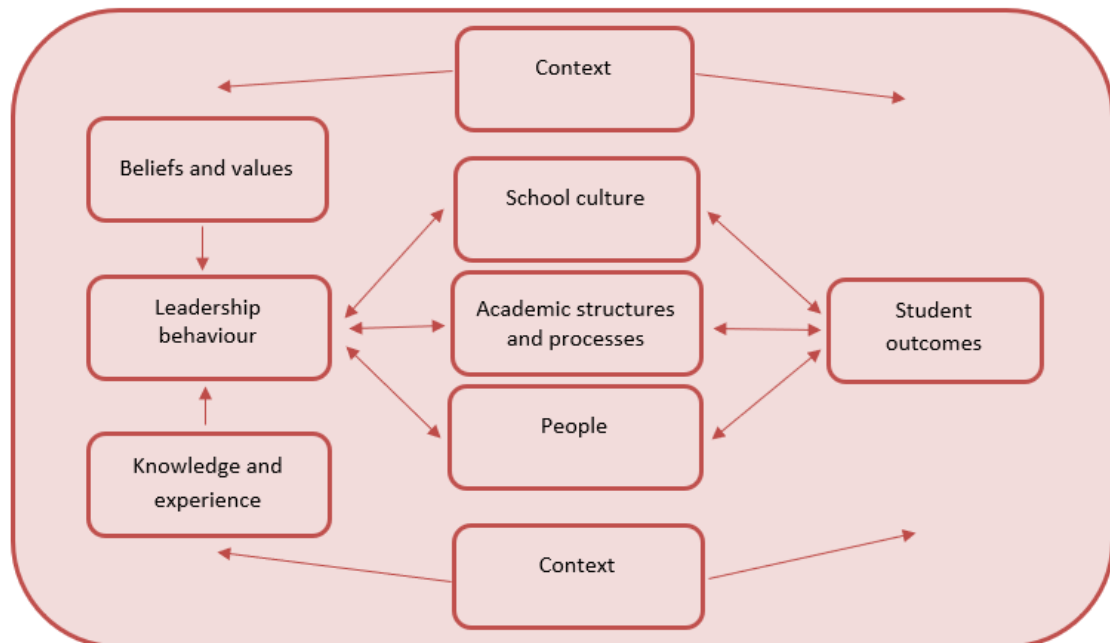 Context
Beliefs and values
School culture
Leadership
behaviour
Academic structures
and processes
Student
outcomes
People
Knowledge and
experience
Context